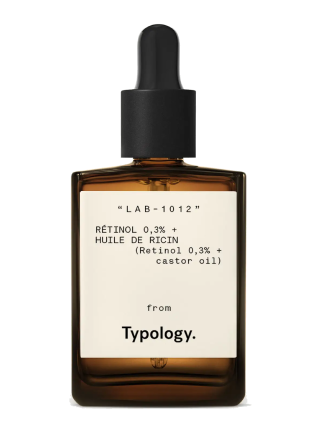 “LAB-1012”
RÉTINOL 0,3% +
HUILE DE RICIN
(Retinol 0,3% +
castor oil)
from
Typology.